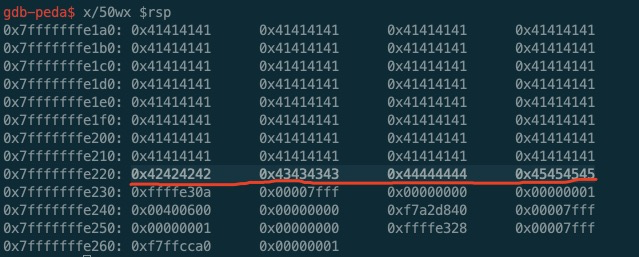 gdb-peda$ x/50wx $rsp
0x7fffffffe1a0: 0x41414141 0x41414141 0x41414141 0x41414141
0x7fffffffe1b0: 0x41414141 0x41414141 0x41414141 0x41414141
0x7fffffffe1c0: 0x41414141 0x41414141 0x41414141 0x41414141
0x7fffffffe1d0: 0x41414141 0x41414141 0x41414141 0x41414141
0x7fffffffe1e0: 0x41414141 0x41414141 0x41414141 0x41414141
0x7fffffffe1f0: 0x41414141 0x41414141 0x41414141 0x41414141
0x7fffffffe200: 0x41414141 0x41414141 0x41414141 0x41414141
0x7fffffffe210: 0x41414141 0x41414141 0x41414141 0x41414141
0x7fffffffe220: 0x42424242 0x43434343 0x44444444 0x45454545
0x7fffffffe230: 0xffffe30a 0x00007fff 0x00000000 0x00000001
0x7fffffffe240: 0x00400600 0x00000000 0xf7a2d840 0x00007fff
0x7fffffffe250: 0x00000001 0x00000000 0xffffe328 0x00007fff
0x7fffffffe260: 0xf7ffcca0 0x00000001